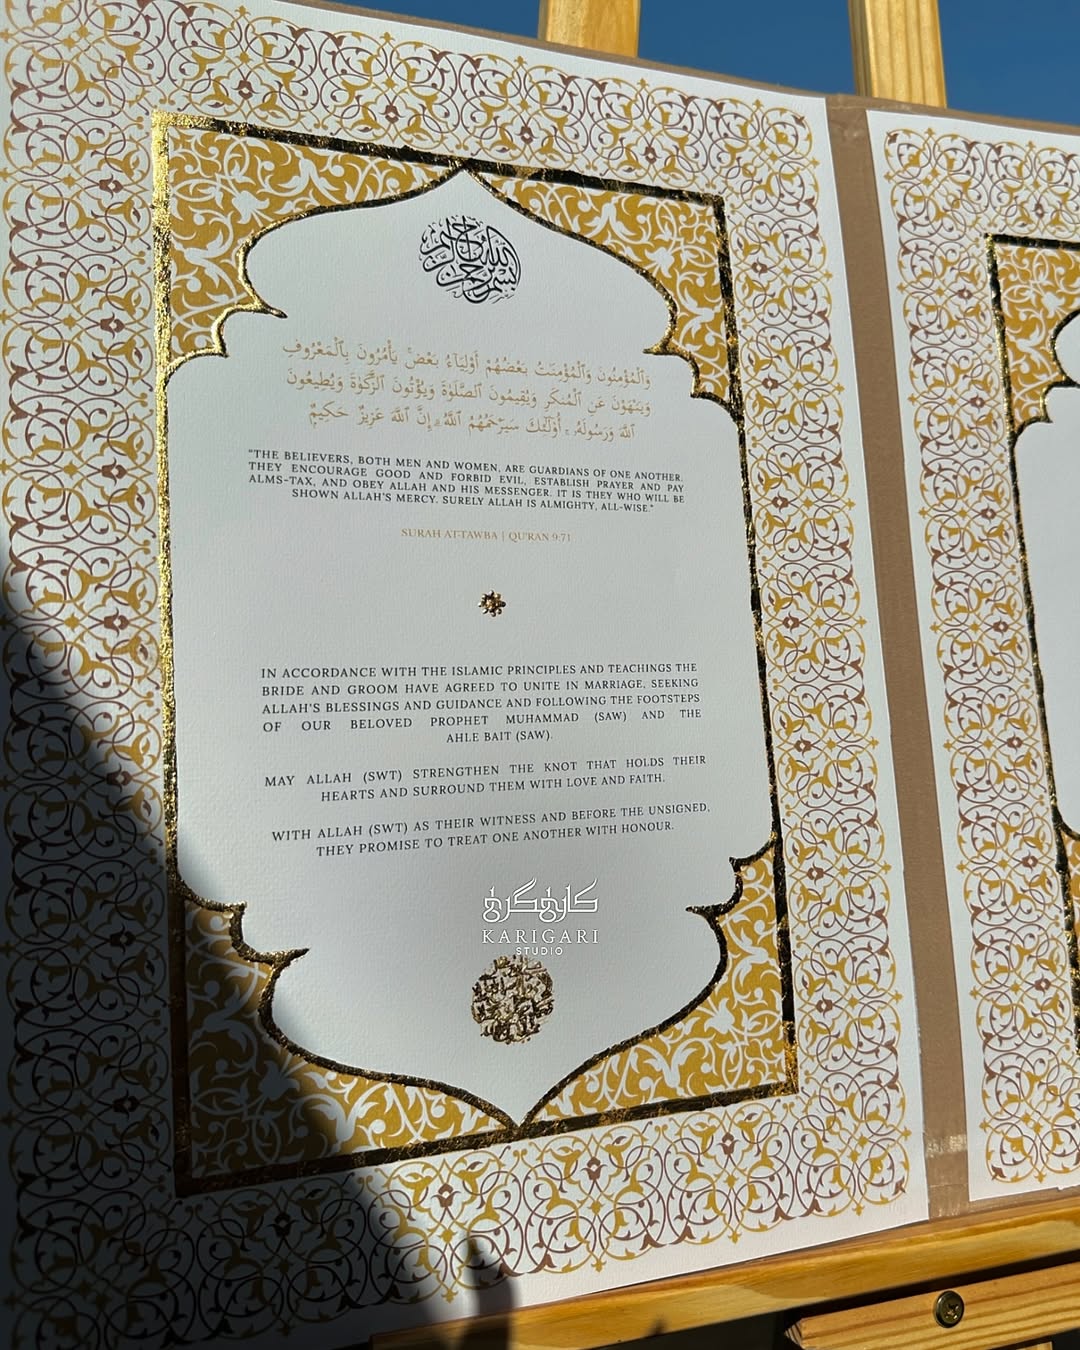 بسم الله الرحمن الرحيم
وَٱلْمُؤْمِنُونَ وَٱلْمُؤْمِنَٰتُ بَعْضُهُمْ أَوْلِيَآءُ بَعْضٍۢ يَأْمُرُونَ بِٱلْمَعْرُوفِ
وَيَنْهَوْنَ عَنِ ٱلْمُنكَرِ وَيُقِيمُونَ ٱلصَّلَوٰةَ وَيُؤْتُونَ ٱلزَّكَوٰةَ وَيُطِيعُونَ
ٱللَّهَ وَرَسُولَهُۥٓ ۚ أُو۟لَٰٓئِكَ سَيَرْحَمُهُمُ ٱللَّهُ ۗ إِنَّ ٱللَّهَ عَزِيزٌ حَكِيمٌۭ
"THE BELIEVERS, BOTH MEN AND WOMEN, ARE GUARDIANS OF ONE ANOTHER.
THEY ENCOURAGE GOOD AND FORBID EVIL, ESTABLISH PRAYER AND PAY
ALMS-TAX, AND OBEY ALLAH AND HIS MESSENGER. IT IS THEY WHO WILL BE
SHOWN ALLAH'S MERCY. SURELY ALLAH IS ALMIGHTY, ALL-WISE."
SURAH AT-TAWBA | QU'RAN 9:71
IN ACCORDANCE WITH THE ISLAMIC PRINCIPLES AND TEACHINGS THE
BRIDE AND GROOM HAVE AGREED TO UNITE IN MARRIAGE, SEEKING
ALLAH'S BLESSINGS AND GUIDANCE AND FOLLOWING THE FOOTSTEPS
OF OUR BELOVED PROPHET MUHAMMAD (SAW) AND THE
AHLE BAIT (SAW).
MAY ALLAH (SWT) STRENGTHEN THE KNOT THAT HOLDS THEIR
HEARTS AND SURROUND THEM WITH LOVE AND FAITH.
WITH ALLAH (SWT) AS THEIR WITNESS AND BEFORE THE UNSIGNED,
THEY PROMISE TO TREAT ONE ANOTHER WITH HONOUR.
کاریگری
KARIGARI
STUDIO